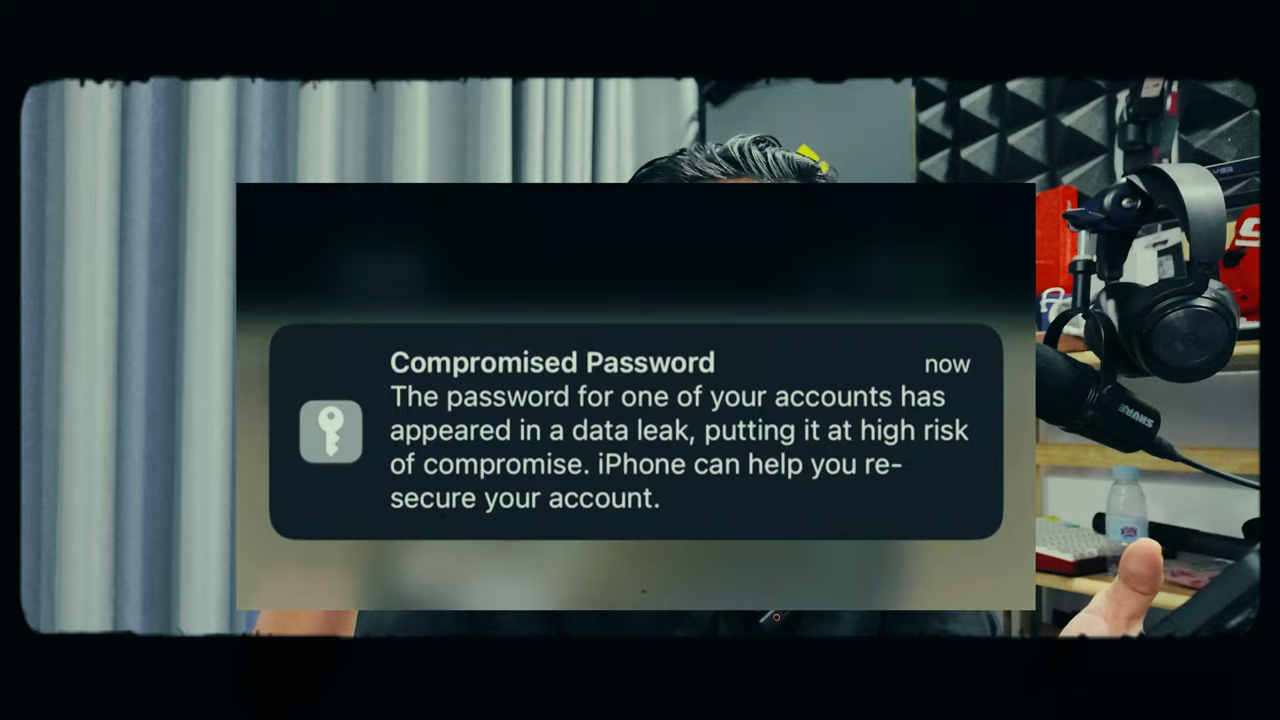 Compromised Password
now
The password for one of your accounts has
appeared in a data leak, putting it at high risk
of compromise. iPhone can help you re-
secure your account.
SHURE